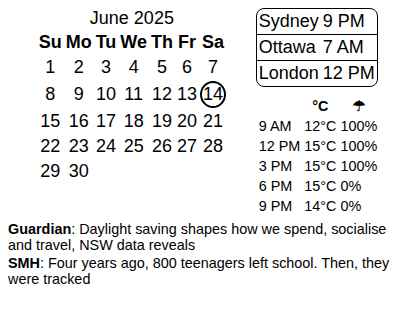 June 2025
Su Mo Tu We Th Fr Sa
1 2 3 4 5 6 7
8 9 10 11 12 13 14
15 16 17 18 19 20 21
22 23 24 25 26 27 28
29 30
Sydney 9 PM
Ottawa 7 AM
London 12 PM
°C ☂
9 AM 12°C 100%
12 PM 15°C 100%
3 PM 15°C 100%
6 PM 15°C 0%
9 PM 14°C 0%
Guardian: Daylight saving shapes how we spend, socialise
and travel, NSW data reveals
SMH: Four years ago, 800 teenagers left school. Then, they
were tracked